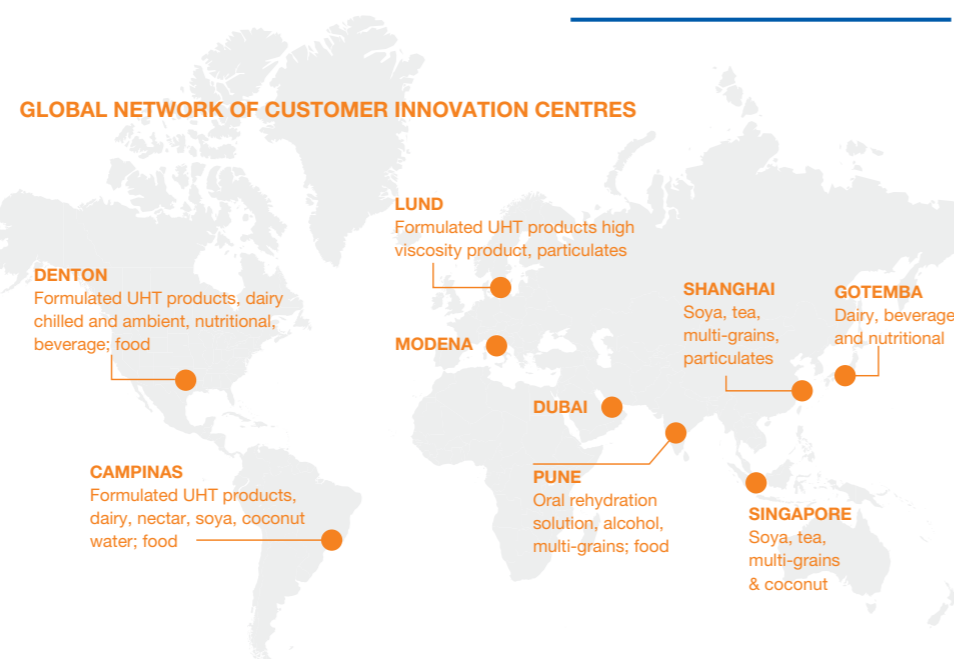 GLOBAL NETWORK OF CUSTOMER INNOVATION CENTRES
LUND
Formulated UHT products high
viscosity product, particulates
DENTON
Formulated UHT products, dairy
chilled and ambient, nutritional,
beverage; food
SHANGHAI
Soya, tea,
multi-grains,
particulates
GOTEMBA
Dairy, beverage
and nutritional
MODENA
DUBAI
CAMPINAS
Formulated UHT products,
dairy, nectar, soya, coconut
water; food
PUNE
Oral rehydration
solution, alcohol,
multi-grains; food
SINGAPORE
Soya, tea,
multi-grains
& coconut